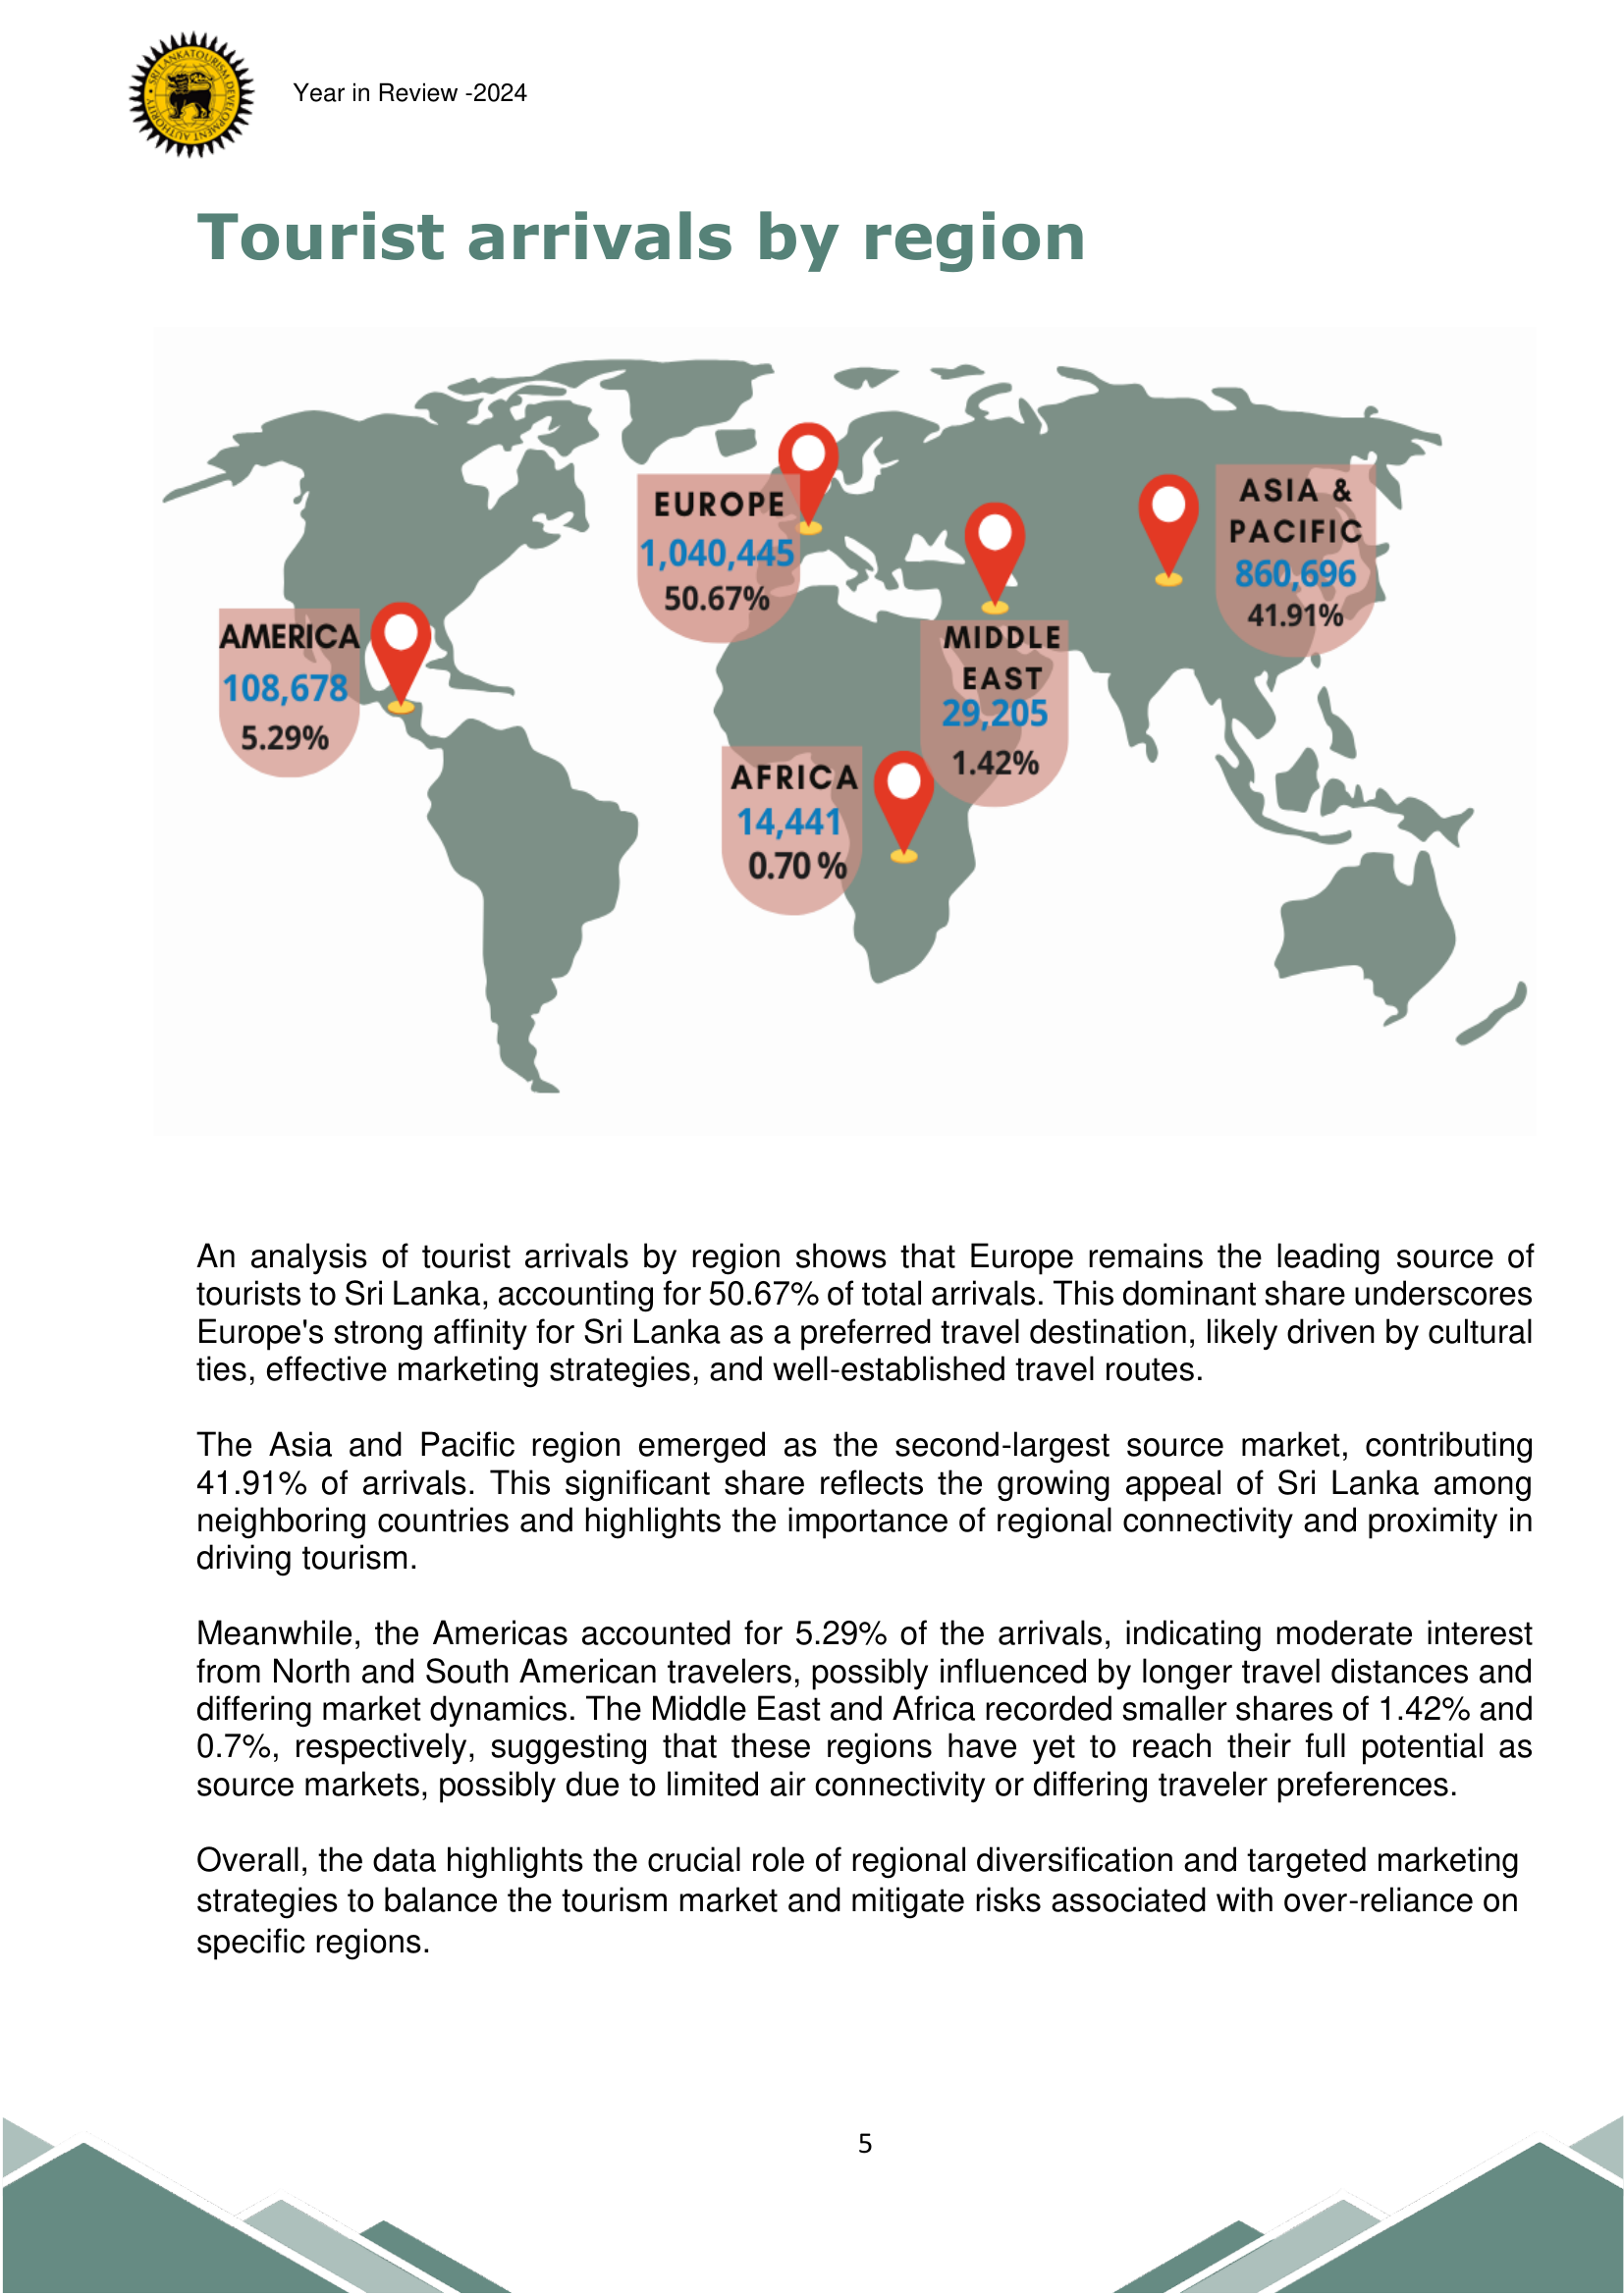 SRI LANKA TOURISM DEVELOPMENT AUTHORITY
Year in Review -2024
Tourist arrivals by region
EUROPE
1,040,445
50.67%
ASIA &
PACIFIC
860,696
41.91%
AMERICA
108,678
5.29%
MIDDLE
EAST
29,205
1.42%
AFRICA
14,441
0.70 %
An analysis of tourist arrivals by region shows that Europe remains the leading source of
tourists to Sri Lanka, accounting for 50.67% of total arrivals. This dominant share underscores
Europe's strong affinity for Sri Lanka as a preferred travel destination, likely driven by cultural
ties, effective marketing strategies, and well-established travel routes.
The Asia and Pacific region emerged as the second-largest source market, contributing
41.91% of arrivals. This significant share reflects the growing appeal of Sri Lanka among
neighboring countries and highlights the importance of regional connectivity and proximity in
driving tourism.
Meanwhile, the Americas accounted for 5.29% of the arrivals, indicating moderate interest
from North and South American travelers, possibly influenced by longer travel distances and
differing market dynamics. The Middle East and Africa recorded smaller shares of 1.42% and
0.7%, respectively, suggesting that these regions have yet to reach their full potential as
source markets, possibly due to limited air connectivity or differing traveler preferences.
Overall, the data highlights the crucial role of regional diversification and targeted marketing
strategies to balance the tourism market and mitigate risks associated with over-reliance on
specific regions.
5